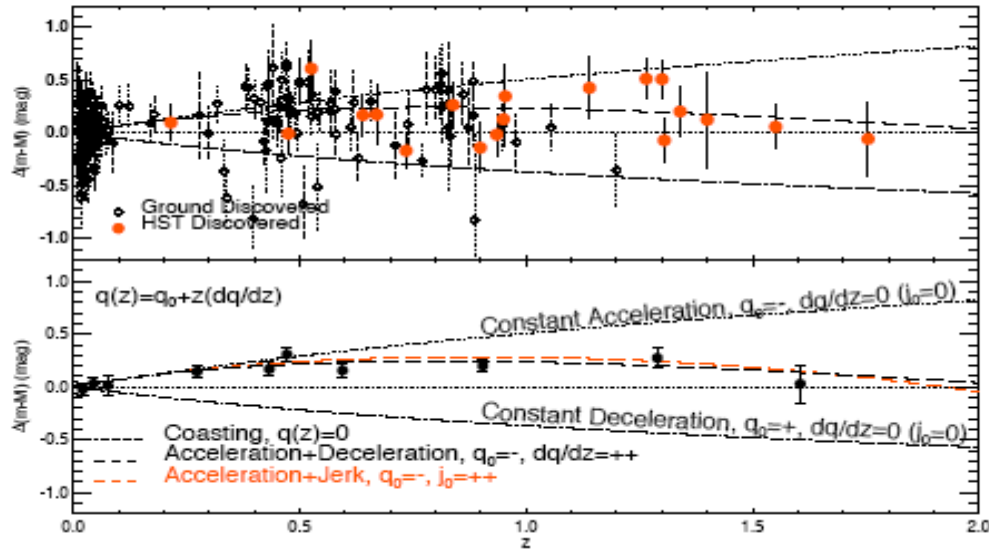 1.0
0.5
0.0
-0.5
-1.0
Δ(m-M) (mag)
Ground Discovered
HST Discovered
1.0
0.5
0.0
-0.5
-1.0
Δ(m-M) (mag)
q(z)=q₀+z(dq/dz)
Constant Acceleration, q₀=-, dq/dz=0 (j₀=0)
Constant Deceleration, q₀=+, dq/dz=0 (j₀=0)
Coasting, q(z)=0
Acceleration+Deceleration, q₀=-, dq/dz=++
Acceleration+Jerk, q₀=-, j₀=++
0.0 0.5 1.0 1.5 2.0
z